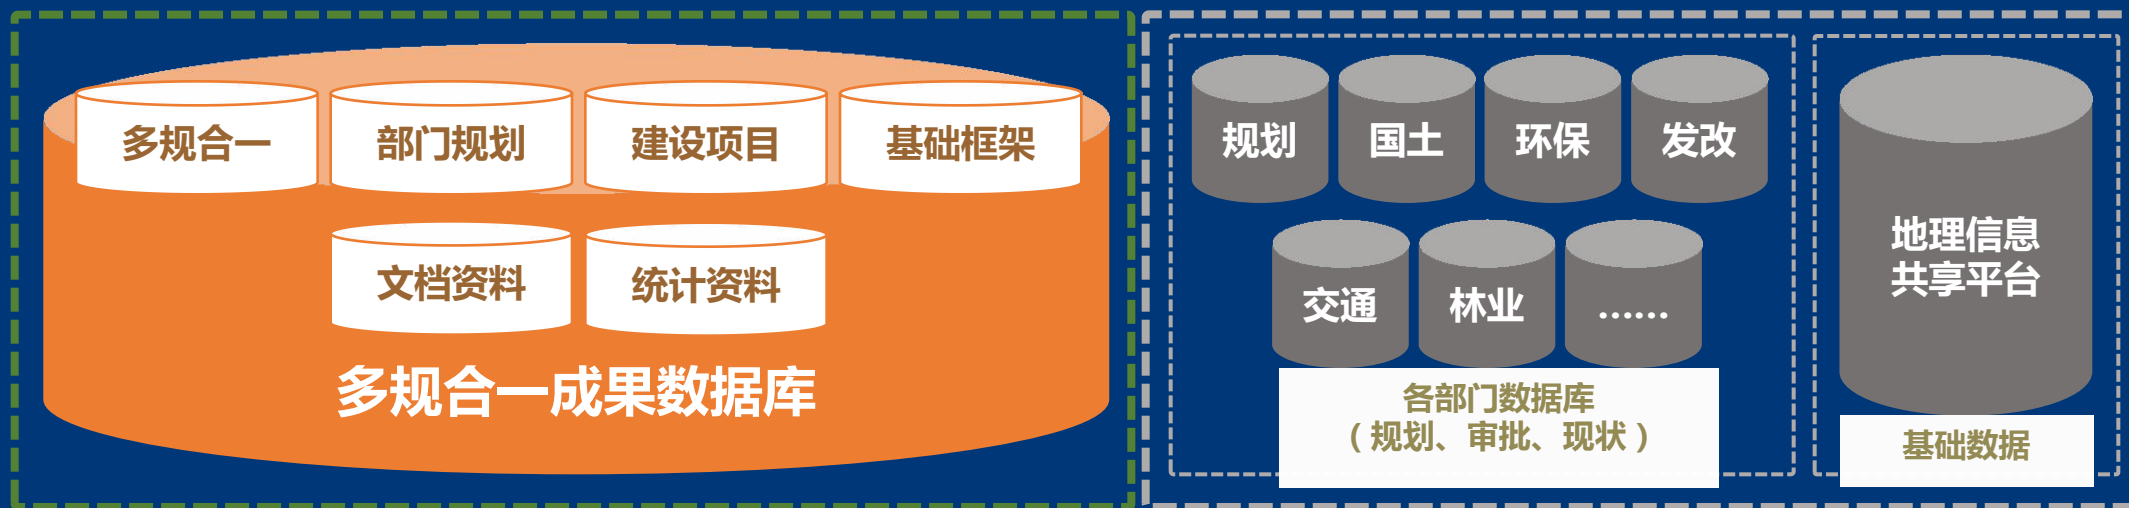 多规合一
部门规划
建设项目
基础框架
文档资料
统计资料
多规合一成果数据库
规划
国土
环保
发改
交通
林业
……
各部门数据库
（规划、审批、现状）
地理信息
共享平台
基础数据